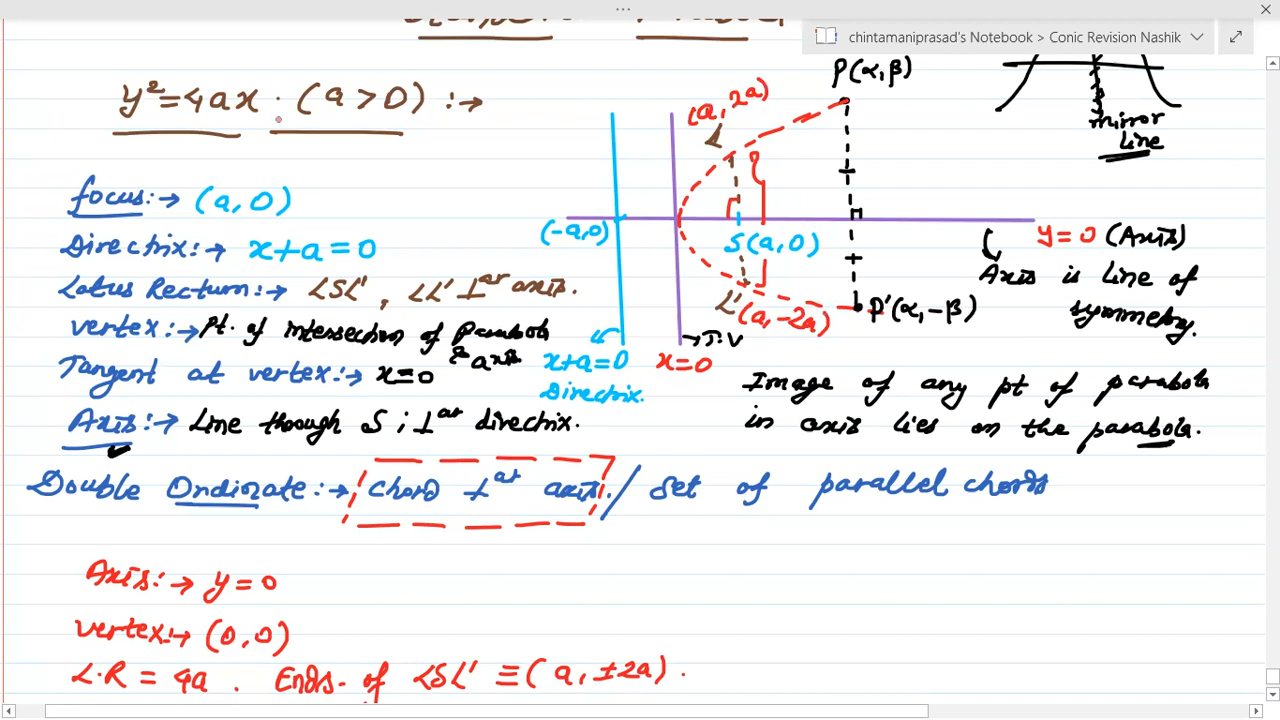 chintamaniprasad's Notebook > Conic Revision Nashik
y² = 4ax · (a > 0) :→
focus :→ (a, 0)
Directrix :→ x + a = 0
Latus Rectum :→ LSL' , LL' ⊥ar axis.
vertex :→ Pt. of intersection of Parabola
& axis
Tangent at vertex :→ x = 0
Axis :→ Line through S ; ⊥ar directrix.
P(α, β)
(a, 2a)
L
(-a, 0)
S(a, 0)
L'
(a, -2a)
P'(α, -β)
→ T.V
x + a = 0
Directrix.
x = 0
mirror
Line
y = 0 (Axis)
Axis is Line of
symmetry.
Image of any pt of parabola
in axis lies on the parabola.
Double Ordinate :→ chord ⊥ar axis. / Set of parallel chords
Axis :→ y = 0
vertex :→ (0, 0)
L.R = 4a . Ends of LSL' ≡ (a, ±2a) .